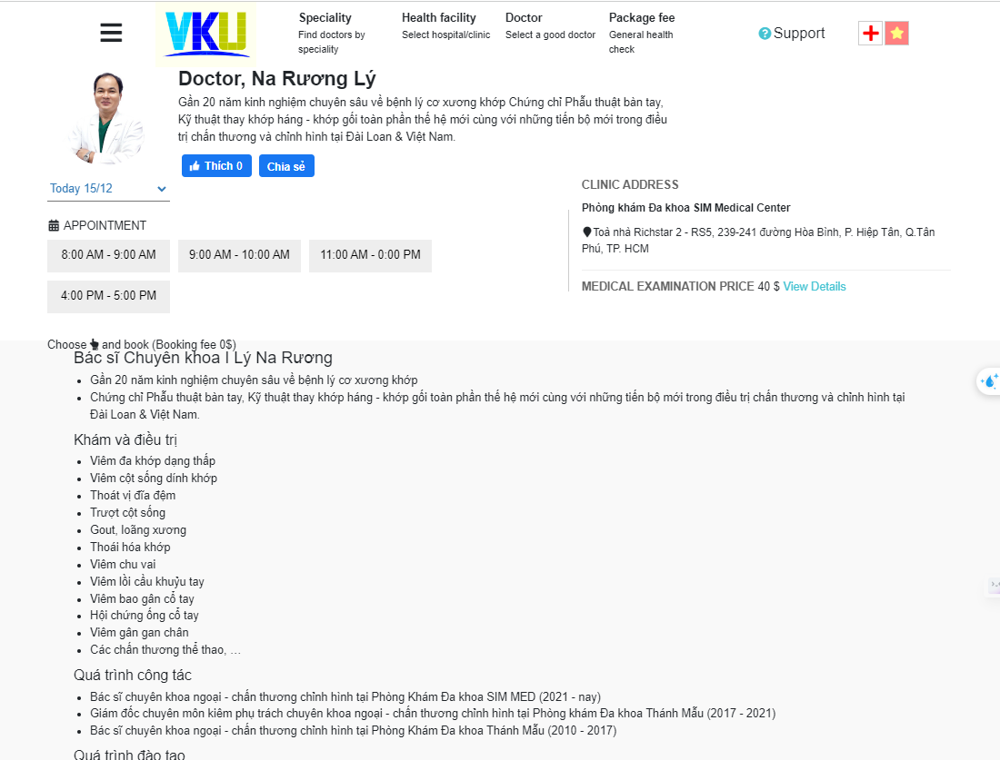 VKU
Speciality
Find doctors by
speciality
Health facility
Select hospital/clinic
Doctor
Select a good doctor
Package fee
General health
check
? Support
Doctor, Na Rương Lý
Gần 20 năm kinh nghiệm chuyên sâu về bệnh lý cơ xương khớp Chứng chỉ Phẫu thuật bàn tay,
Kỹ thuật thay khớp háng - khớp gối toàn phần thế hệ mới cùng với những tiến bộ mới trong điều
trị chấn thương và chỉnh hình tại Đài Loan & Việt Nam.
Thích 0
Chia sẻ
Today 15/12
APPOINTMENT
8:00 AM - 9:00 AM
9:00 AM - 10:00 AM
11:00 AM - 0:00 PM
4:00 PM - 5:00 PM
Choose and book (Booking fee 0$)
CLINIC ADDRESS
Phòng khám Đa khoa SIM Medical Center
Toà nhà Richstar 2 - RS5, 239-241 đường Hòa Bình, P. Hiệp Tân, Q.Tân
Phú, TP. HCM
MEDICAL EXAMINATION PRICE 40 $ View Details
Bác sĩ Chuyên khoa I Lý Na Rương
Gần 20 năm kinh nghiệm chuyên sâu về bệnh lý cơ xương khớp
Chứng chỉ Phẫu thuật bàn tay, Kỹ thuật thay khớp háng - khớp gối toàn phần thế hệ mới cùng với những tiến bộ mới trong điều trị chấn thương và chỉnh hình tại
Đài Loan & Việt Nam.
Khám và điều trị
Viêm đa khớp dạng thấp
Viêm cột sống dính khớp
Thoát vị đĩa đệm
Trượt cột sống
Gout, loãng xương
Thoái hóa khớp
Viêm chu vai
Viêm lồi cầu khuỷu tay
Viêm bao gân cổ tay
Hội chứng ống cổ tay
Viêm gân gan chân
Các chấn thương thể thao, …
Quá trình công tác
Bác sĩ chuyên khoa ngoại - chấn thương chỉnh hình tại Phòng Khám Đa khoa SIM MED (2021 - nay)
Giám đốc chuyên môn kiêm phụ trách chuyên khoa ngoại - chấn thương chỉnh hình tại Phòng khám Đa khoa Thánh Mẫu (2017 - 2021)
Bác sĩ chuyên khoa ngoại - chấn thương chỉnh hình tại Phòng Khám Đa khoa Thánh Mẫu (2010 - 2017)
Quá trình đào tạo